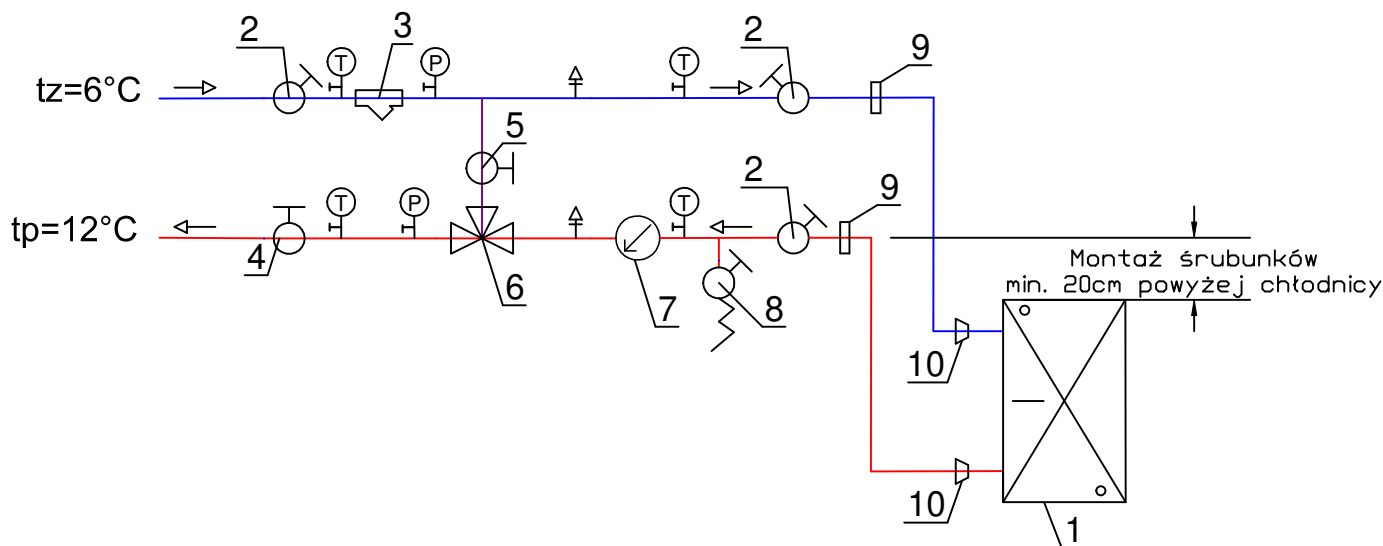 2 T 3 P T 2 9
tz=6°C
5
2 9
T P T
tp=12°C
4 6 7 8
Montaż śrubunków
min. 20cm powyżej chłodnicy
10
10
1